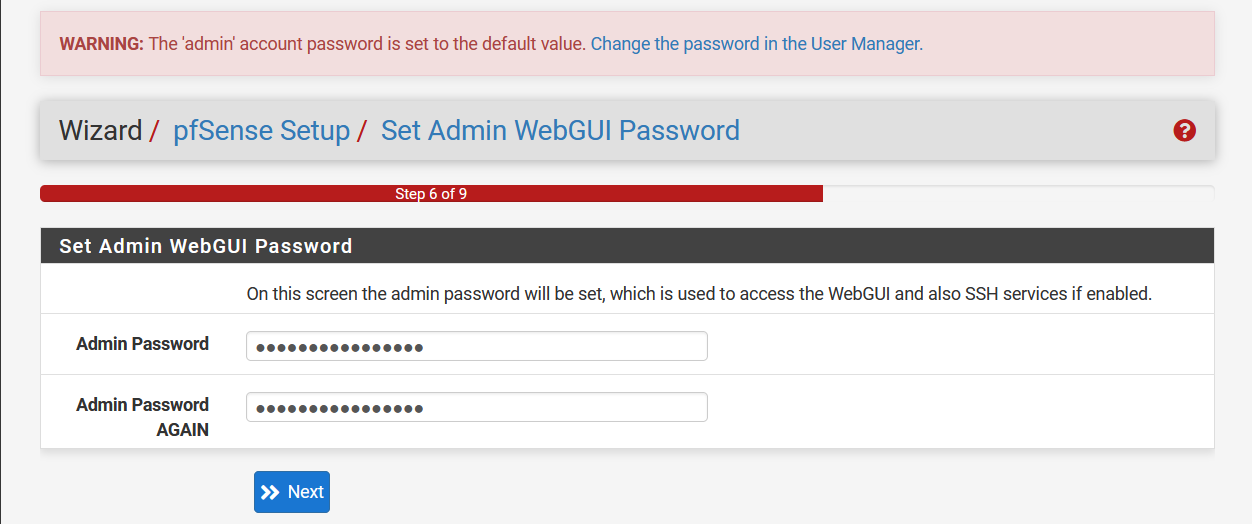 WARNING: The 'admin' account password is set to the default value. Change the password in the User Manager.
Wizard / pfSense Setup / Set Admin WebGUI Password
?
Step 6 of 9
Set Admin WebGUI Password
On this screen the admin password will be set, which is used to access the WebGUI and also SSH services if enabled.
Admin Password
••••••••••••••••
Admin Password
AGAIN
••••••••••••••••
Next